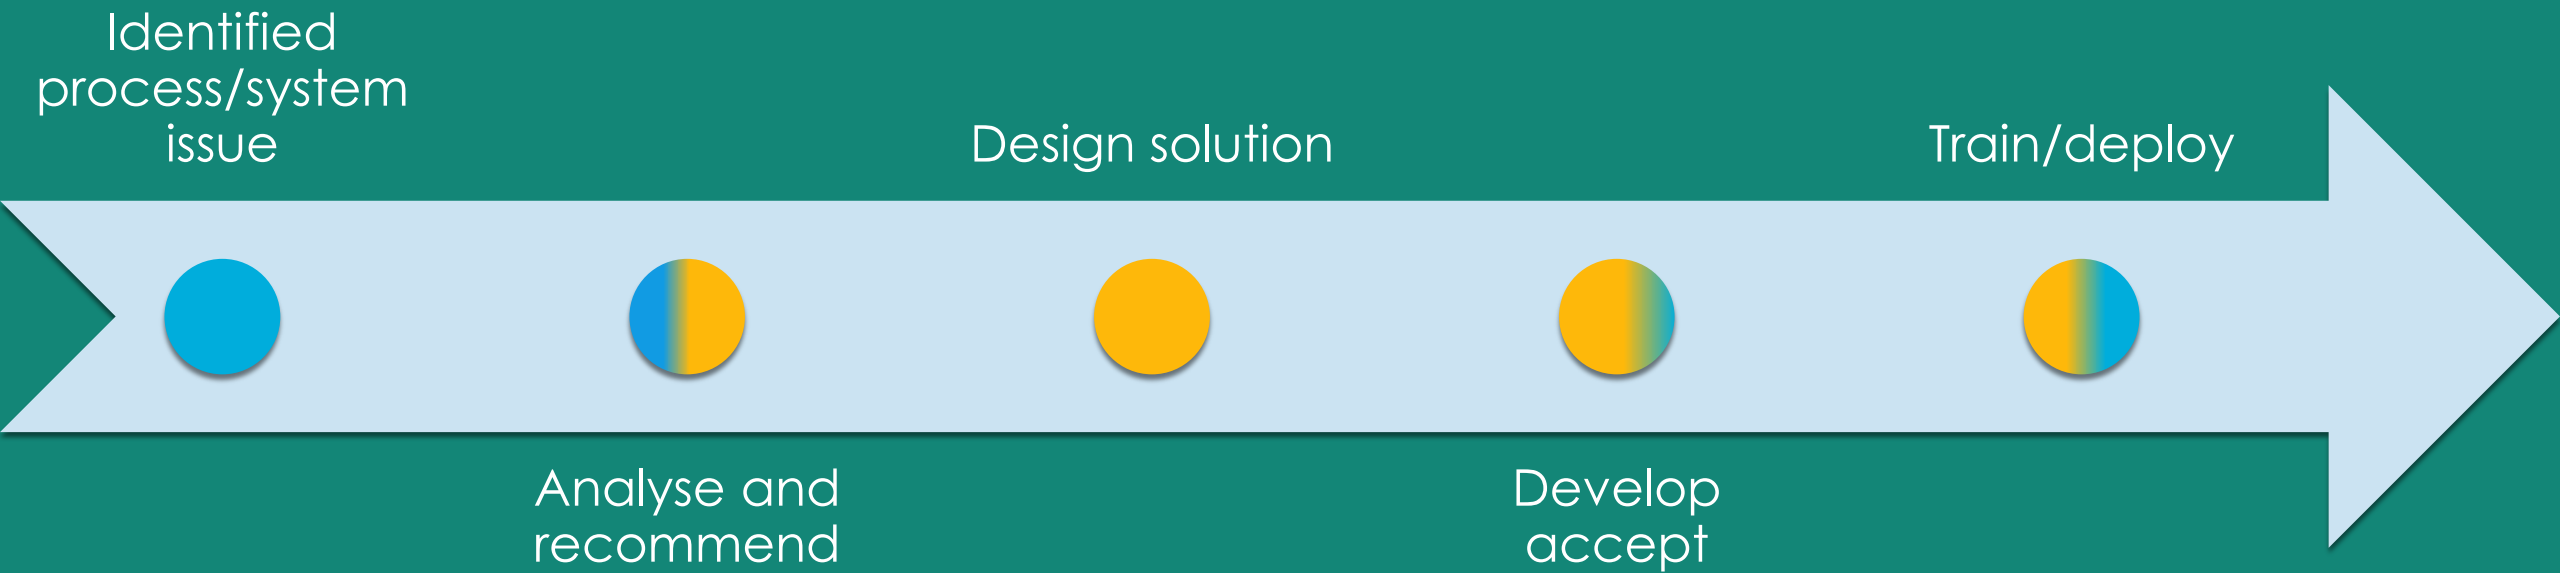 Identified
process/system
issue
Analyse and
recommend
Design solution
Develop
accept
Train/deploy